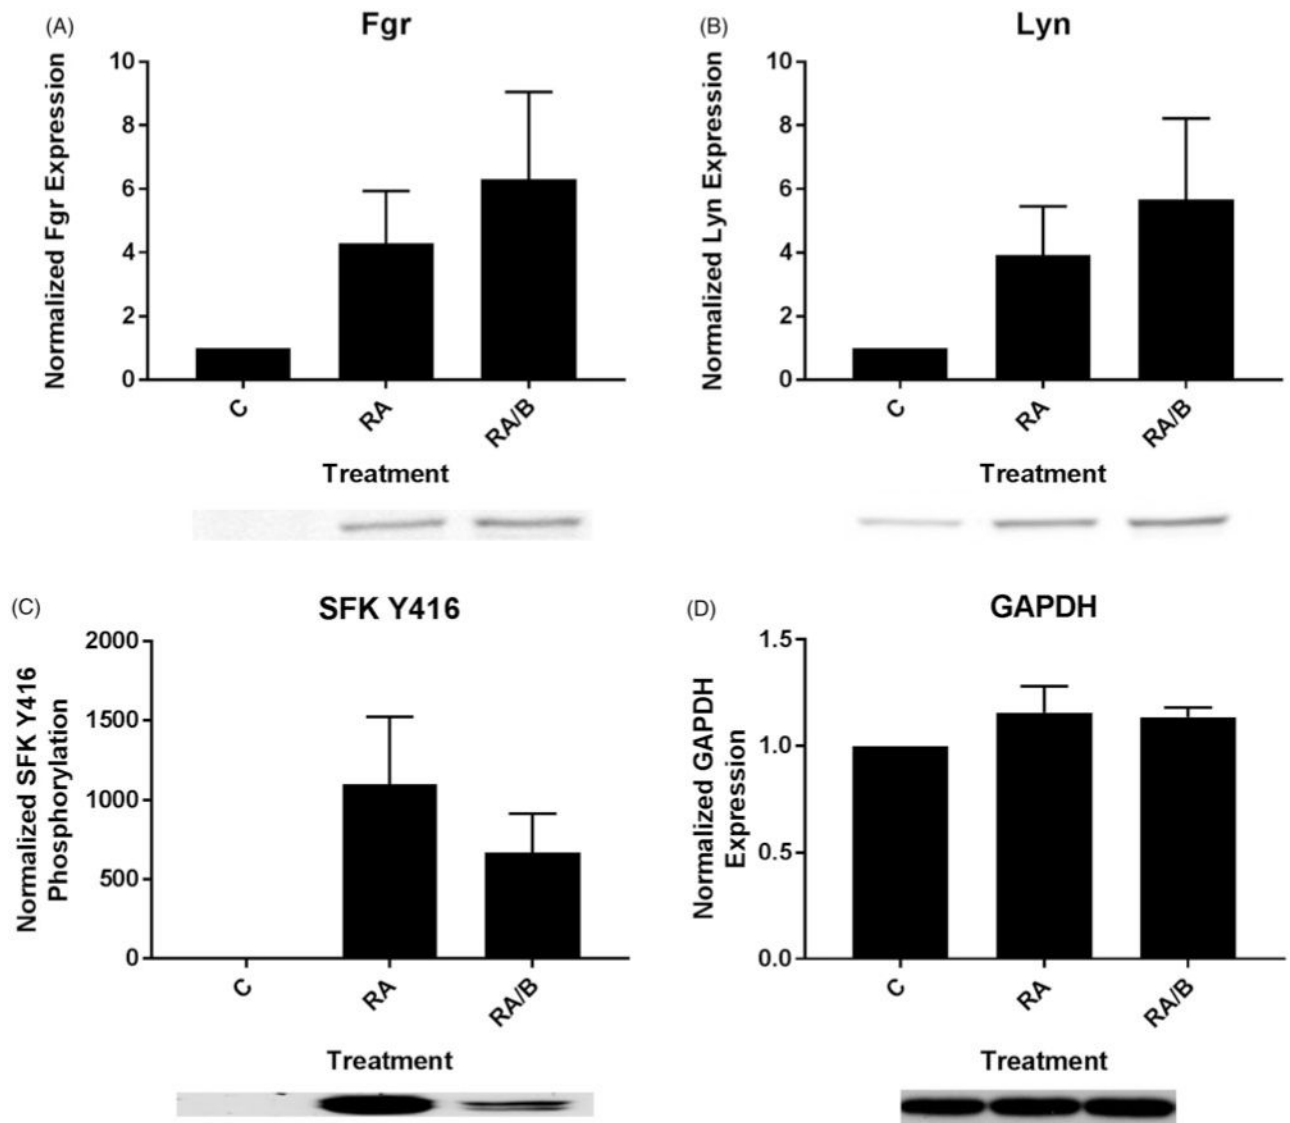 (A)
Fgr
Normalized Fgr Expression
10
8
6
4
2
0
C
RA
RA/B
Treatment
(B)
Lyn
Normalized Lyn Expression
10
8
6
4
2
0
C
RA
RA/B
Treatment
(C)
SFK Y416
Normalized SFK Y416
Phosphorylation
2000
1500
1000
500
0
C
RA
RA/B
Treatment
(D)
GAPDH
Normalized GAPDH
Expression
1.5
1.0
0.5
0.0
C
RA
RA/B
Treatment